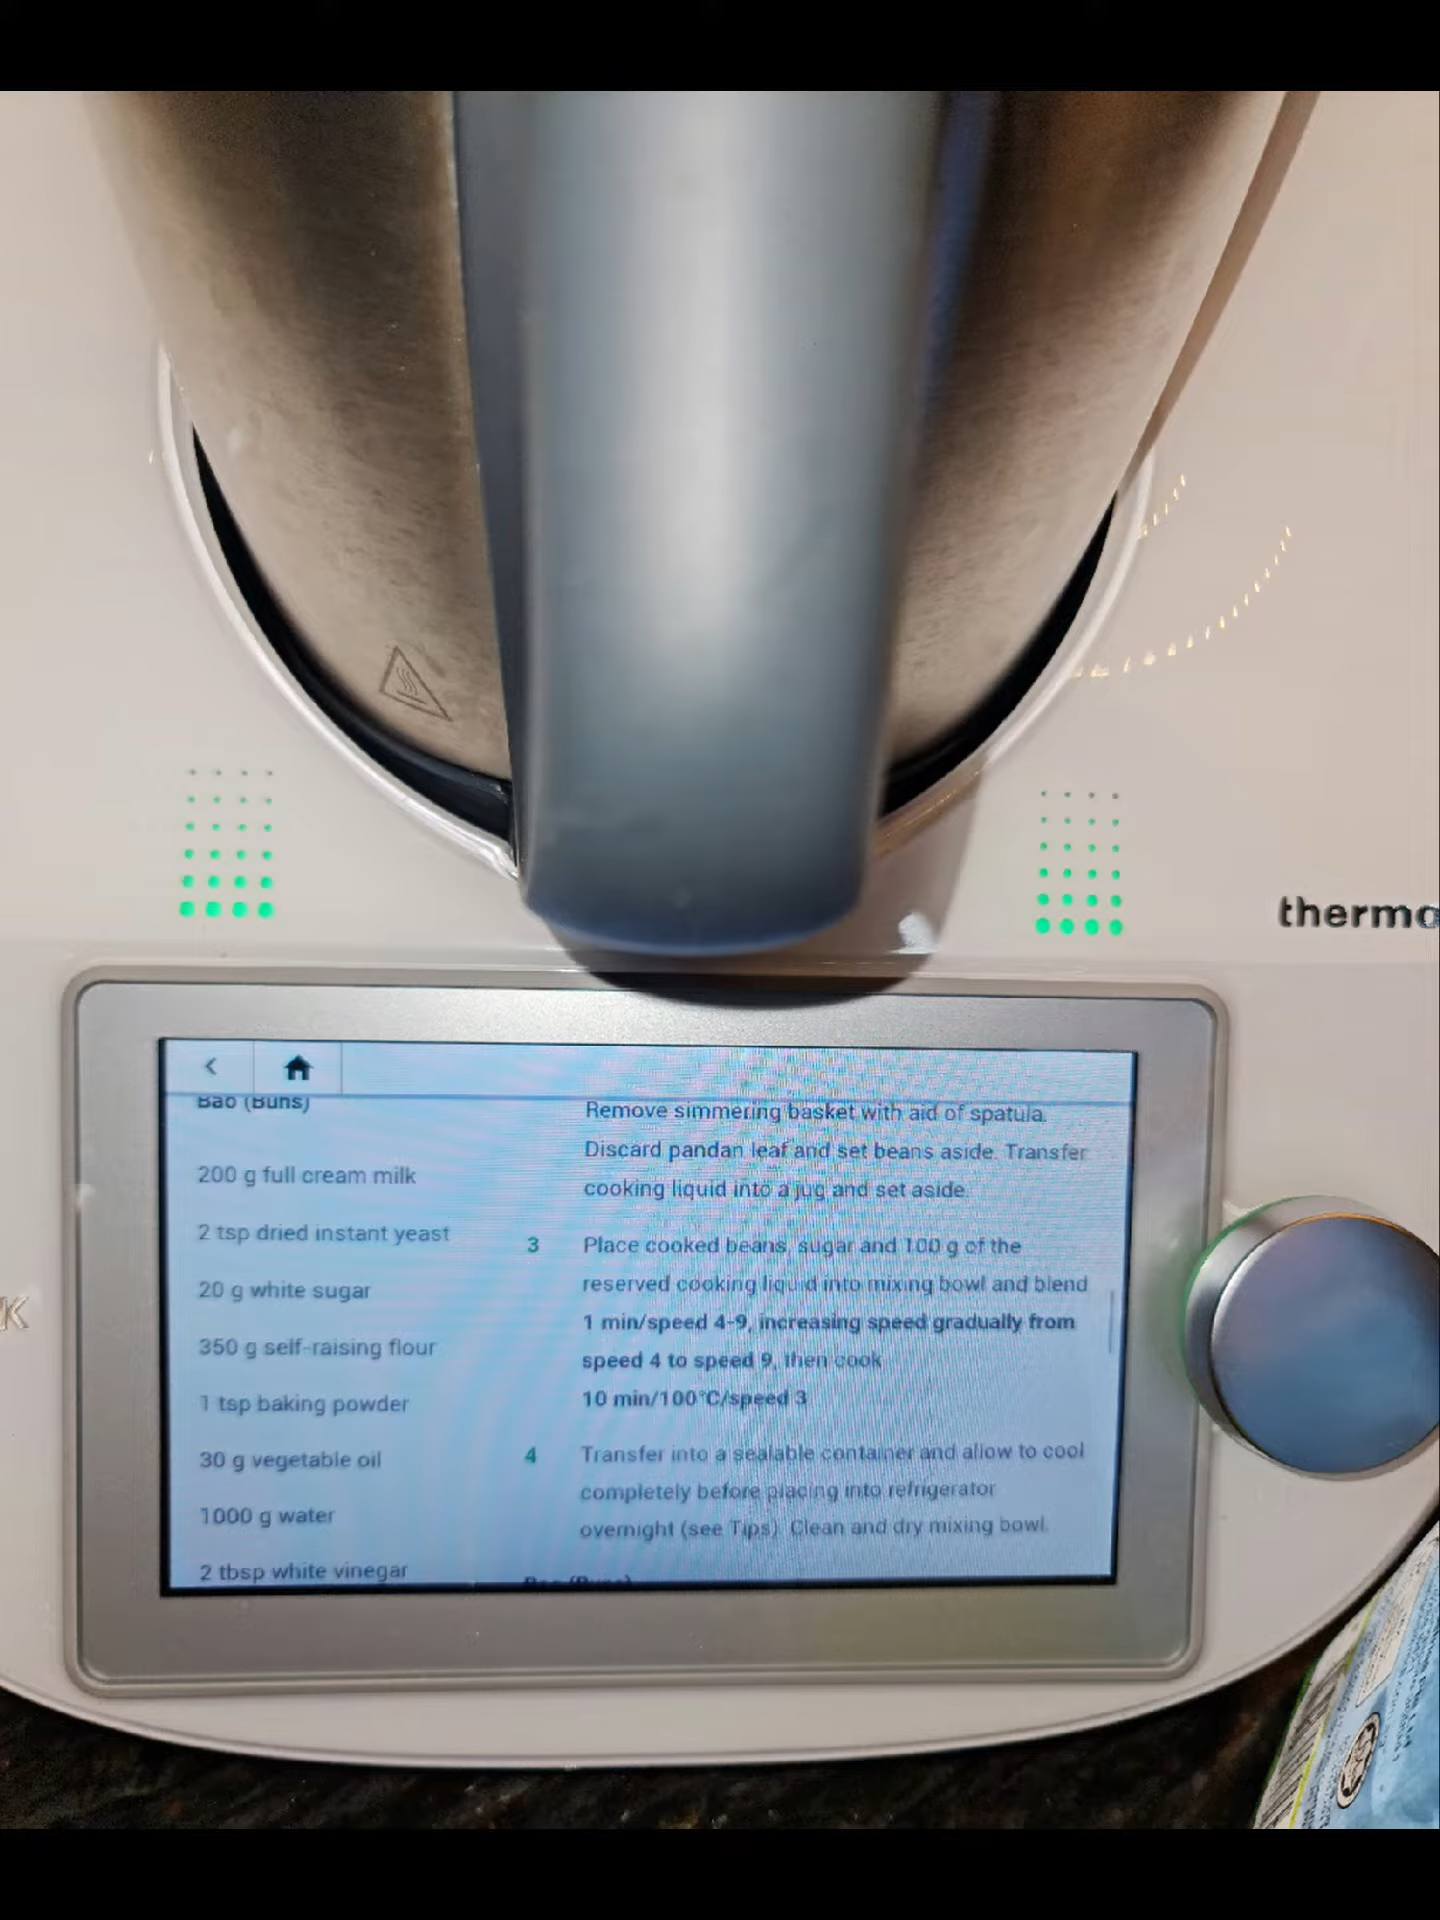 thermo
Bao (Buns)
200 g full cream milk
2 tsp dried instant yeast
20 g white sugar
350 g self-raising flour
1 tsp baking powder
30 g vegetable oil
1000 g water
2 tbsp white vinegar
Remove simmering basket with aid of spatula.
Discard pandan leaf and set beans aside. Transfer
cooking liquid into a jug and set aside.
3 Place cooked beans, sugar and 100 g of the
reserved cooking liquid into mixing bowl and blend
1 min/speed 4-9, increasing speed gradually from
speed 4 to speed 9, then cook
10 min/100°C/speed 3
4 Transfer into a sealable container and allow to cool
completely before placing into refrigerator
overnight (see Tips). Clean and dry mixing bowl.
K